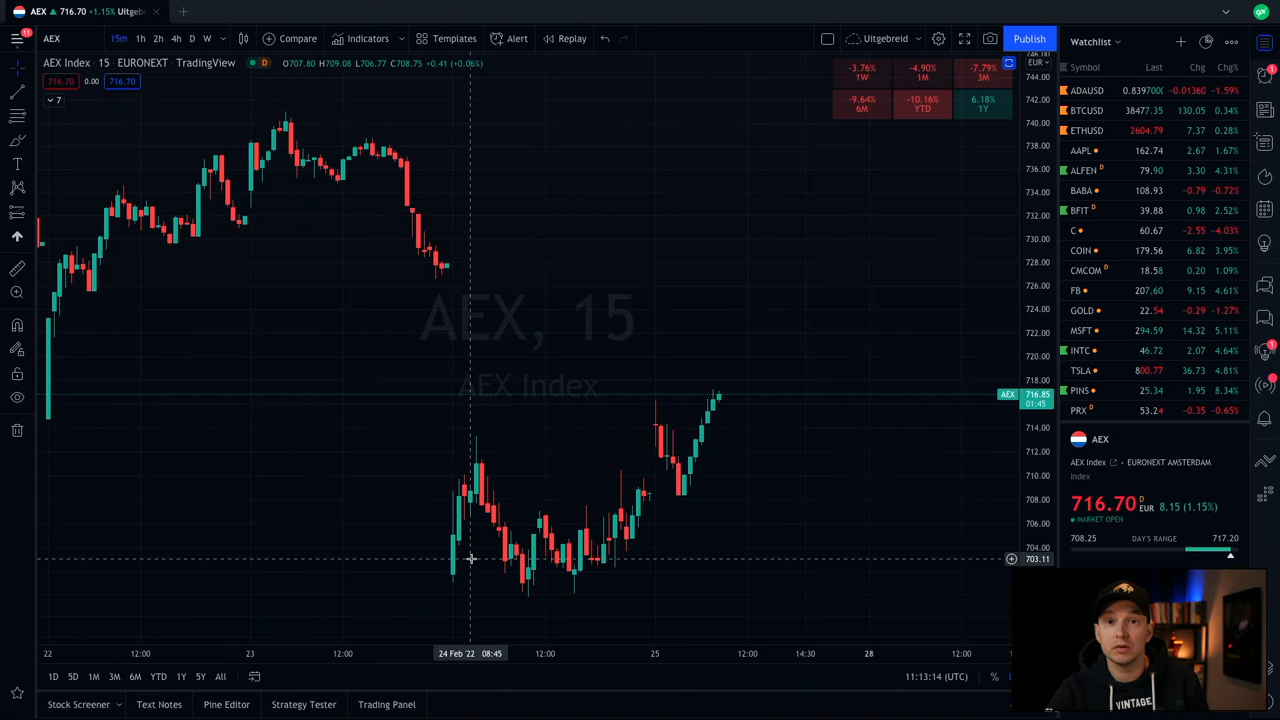 AEX ▲ 716.70 +1.15% Uitgebr
AEX 15m 1h 2h 4h D W Compare Indicators Templates Alert Replay Uitgebreid Publish
11
AEX Index · 15 · EURONEXT · TradingView D O707.80 H709.08 L706.77 C708.75 +0.41 (+0.06%)
716.70 0.00 716.70
7
-3.76% -4.90% -7.79%
1W 1M 3M
-9.64% -10.16% 6.18%
6M YTD 1Y
AEX, 15
AEX Index
746.00
EUR
744.00
742.00
740.00
738.00
736.00
734.00
732.00
730.00
728.00
726.00
724.00
722.00
720.00
718.00
AEX 716.85
01:45
714.00
712.00
710.00
708.00
706.00
704.00
703.11
22 12:00 23 12:00 24 Feb '22 08:45 12:00 25 12:00 14:30 28 12:00
1D 5D 1M 3M 6M YTD 1Y 5Y All 11:13:14 (UTC) %
Stock Screener Text Notes Pine Editor Strategy Tester Trading Panel
Watchlist
Symbol Last Chg Chg%
ADAUSD 0.839700 -0.01360 -1.59%
BTCUSD 38477.35 130.05 0.34%
ETHUSD 2604.79 7.37 0.28%
AAPL 162.74 2.67 1.67%
ALFEN D 79.90 3.30 4.31%
BABA 108.93 -0.79 -0.72%
BFIT D 39.88 0.98 2.52%
C 60.67 -2.55 -4.03%
COIN 179.56 6.82 3.95%
CMCOM D 18.58 0.20 1.09%
FB 207.60 9.15 4.61%
GOLD 22.54 -0.29 -1.27%
MSFT 294.59 14.32 5.11%
INTC 46.72 2.07 4.64%
TSLA 800.77 36.73 4.81%
PINS 25.34 1.95 8.34%
PRX D 53.24 -0.35 -0.65%
AEX
AEX Index EURONEXT AMSTERDAM
Index
716.70 D EUR 8.15 (1.15%)
MARKET OPEN
708.25 DAY'S RANGE 717.20
1
1
VINTAGE